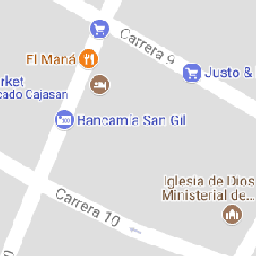 Carrera 9
El Maná
Justo &
rket
cado Cajasan
Bancamía San Gil
Iglesia de Dios
Ministerial de...
Carrera 10